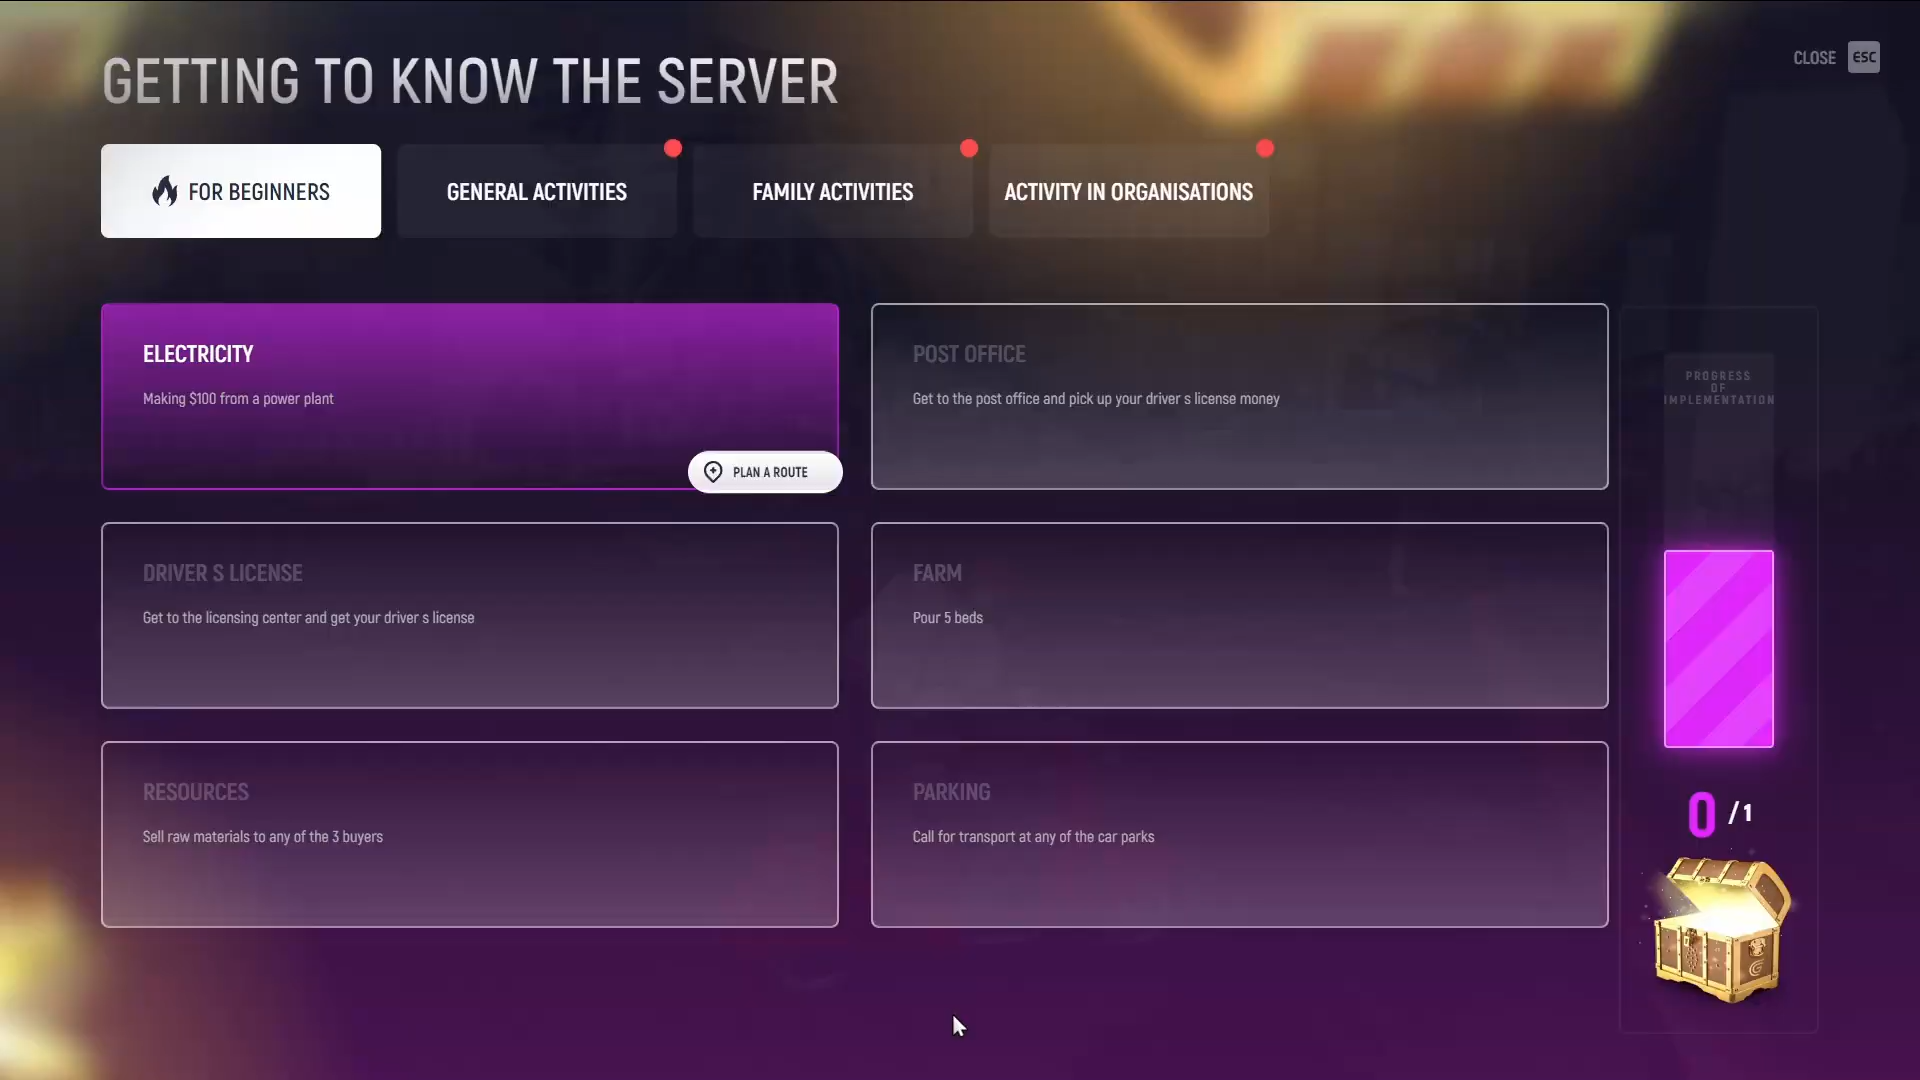 GETTING TO KNOW THE SERVER
CLOSE ESC
FOR BEGINNERS
GENERAL ACTIVITIES
FAMILY ACTIVITIES
ACTIVITY IN ORGANISATIONS
ELECTRICITY
Making $100 from a power plant
PLAN A ROUTE
POST OFFICE
Get to the post office and pick up your driver s license money
DRIVER S LICENSE
Get to the licensing center and get your driver s license
FARM
Pour 5 beds
RESOURCES
Sell raw materials to any of the 3 buyers
PARKING
Call for transport at any of the car parks
PROGRESS
OF
IMPLEMENTATION
0 / 1